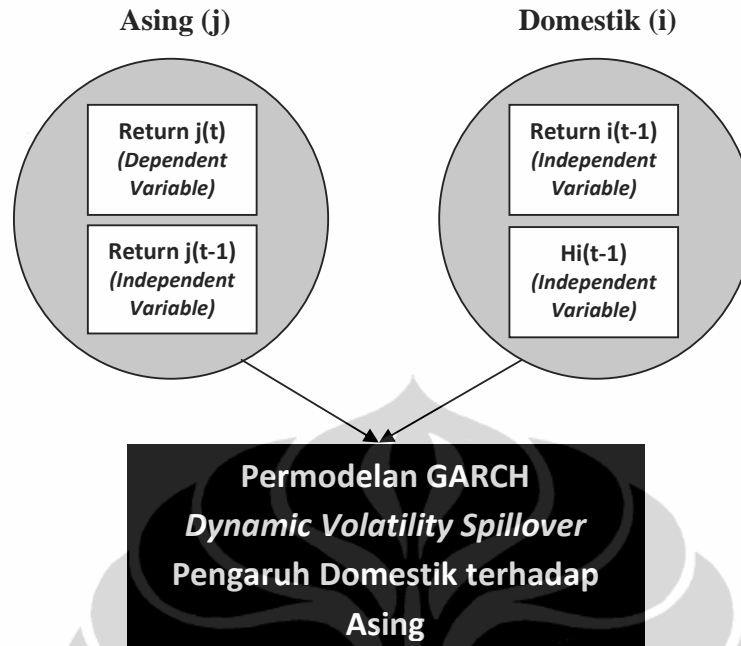 Asing (j)
Domestik (i)
Return j(t)
(Dependent
Variable)
Return j(t-1)
(Independent
Variable)
Return i(t-1)
(Independent
Variable)
Hi(t-1)
(Independent
Variable)
Permodelan GARCH
Dynamic Volatility Spillover
Pengaruh Domestik terhadap
Asing